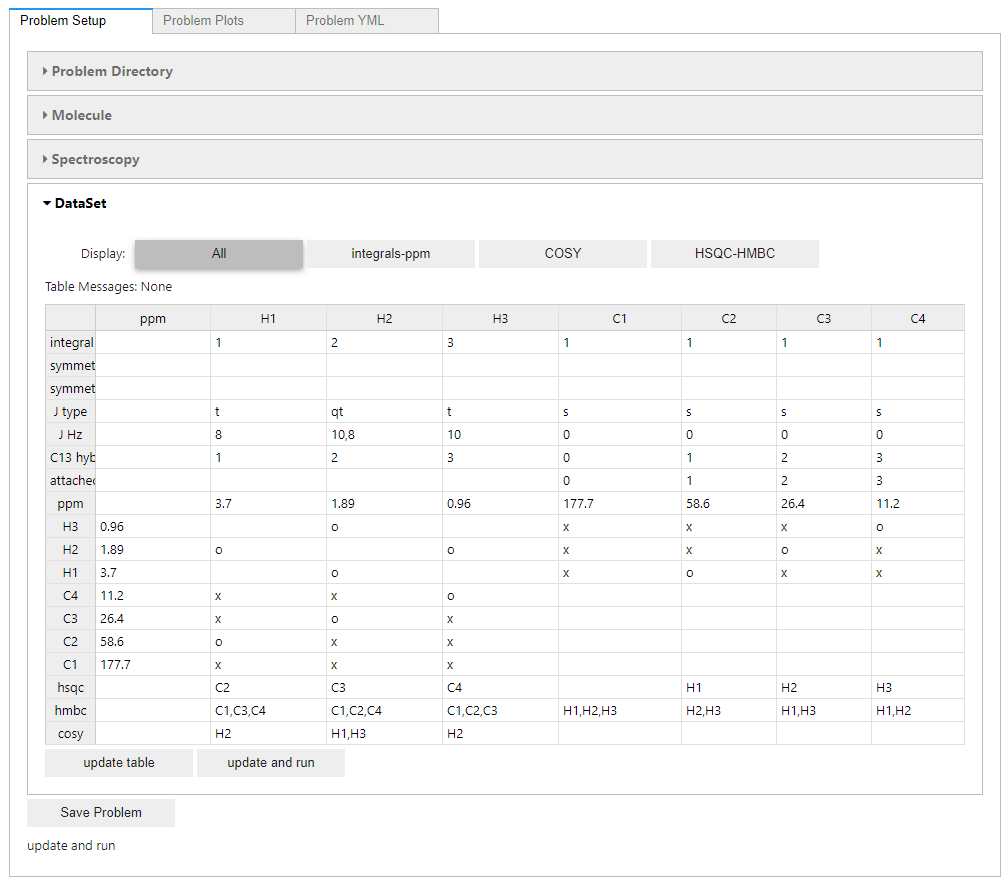 Problem Setup Problem Plots Problem YML
Problem Directory
Molecule
Spectroscopy
DataSet
Display: All integrals-ppm COSY HSQC-HMBC
Table Messages: None
ppm H1 H2 H3 C1 C2 C3 C4
integral 1 2 3 1 1 1 1
symmet
symmet
J type t qt t s s s s
J Hz 8 10,8 10 0 0 0 0
C13 hyb 1 2 3 0 1 2 3
attached 0 1 2 3
ppm 3.7 1.89 0.96 177.7 58.6 26.4 11.2
H3 0.96 o x x x o
H2 1.89 o o x x o x
H1 3.7 o x o x x
C4 11.2 x x o
C3 26.4 x o x
C2 58.6 o x x
C1 177.7 x x x
hsqc C2 C3 C4 H1 H2 H3
hmbc C1,C3,C4 C1,C2,C4 C1,C2,C3 H1,H2,H3 H2,H3 H1,H3 H1,H2
cosy H2 H1,H3 H2
update table update and run
Save Problem
update and run